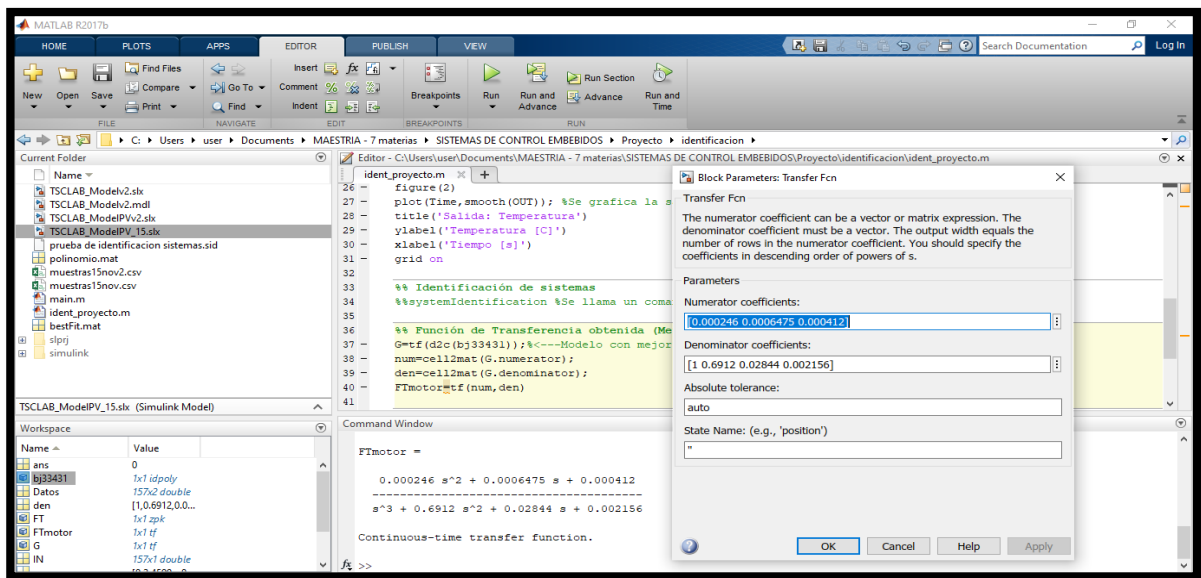 MATLAB R2017b
HOME PLOTS APPS EDITOR PUBLISH VIEW Search Documentation Log In
New Open Save Find Files Compare Print Go To Find Insert Comment Indent fx Breakpoints Run Run and Advance Run Section Advance Run and Time
FILE NAVIGATE EDIT BREAKPOINTS RUN
C: Users user Documents MAESTRIA - 7 materias SISTEMAS DE CONTROL EMBEBIDOS Proyecto identificacion
Current Folder
Name
TSCLAB_Modelv2.slx
TSCLAB_Modelv2.mdl
TSCLAB_ModelPVv2.slx
TSCLAB_ModelPV_15.slx
prueba de identificacion sistemas.sid
polinomio.mat
muestras15nov2.csv
muestras15nov.csv
main.m
ident_proyecto.m
bestFit.mat
slprj
simulink
TSCLAB_ModelPV_15.slx (Simulink Model)
Workspace
Name Value
ans 0
bj33431 1x1 idpoly
Datos 157x2 double
den [1,0.6912,0.0...
FT 1x1 zpk
FTmotor 1x1 tf
G 1x1 tf
IN 157x1 double
Editor - C:\Users\user\Documents\MAESTRIA - 7 materias\SISTEMAS DE CONTROL EMBEBIDOS\Proyecto\identificacion\ident_proyecto.m
ident_proyecto.m
26 - figure(2)
27 - plot(Time,smooth(OUT)); %Se grafica la s
28 - title('Salida: Temperatura')
29 - ylabel('Temperatura [C]')
30 - xlabel('Tiempo [s]')
31 - grid on
32
33 %% Identificación de sistemas
34 %%systemIdentification %Se llama un coma
35
36 %% Función de Transferencia obtenida (Me
37 - G=tf(d2c(bj33431));%<---Modelo con mejor
38 - num=cell2mat(G.numerator);
39 - den=cell2mat(G.denominator);
40 - FTmotor=tf(num,den)
41
Command Window
FTmotor =
0.000246 s^2 + 0.0006475 s + 0.000412
--------------------------------------
s^3 + 0.6912 s^2 + 0.02844 s + 0.002156
Continuous-time transfer function.
fx >>
Block Parameters: Transfer Fcn
Transfer Fcn
The numerator coefficient can be a vector or matrix expression. The
denominator coefficient must be a vector. The output width equals the
number of rows in the numerator coefficient. You should specify the
coefficients in descending order of powers of s.
Parameters
Numerator coefficients:
[0.000246 0.0006475 0.000412]
Denominator coefficients:
[1 0.6912 0.02844 0.002156]
Absolute tolerance:
auto
State Name: (e.g., 'position')
''
OK Cancel Help Apply